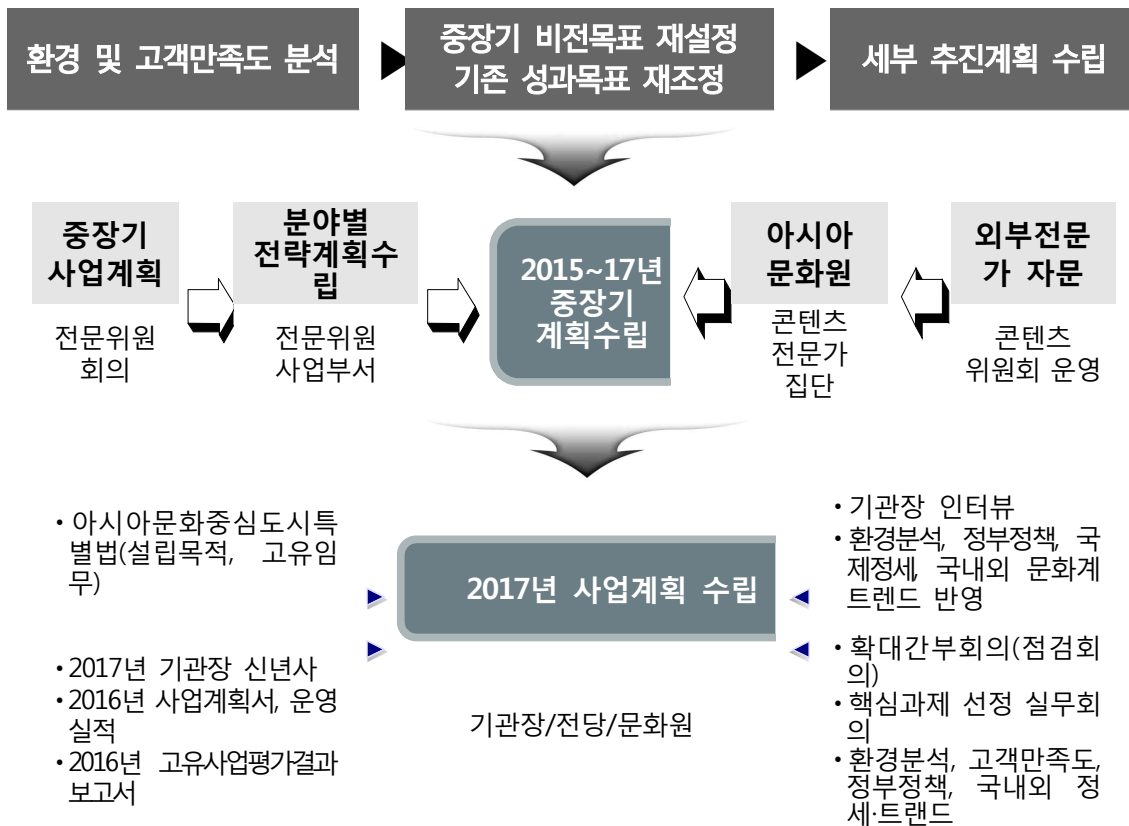 환경 및 고객만족도 분석
중장기 비전목표 재설정
기존 성과목표 재조정
세부 추진계획 수립
중장기
사업계획
전문위원
회의
분야별
전략계획수
립
전문위원
사업부서
2015~17년
중장기
계획수립
아시아
문화원
콘텐츠
전문가
집단
외부전문
가 자문
콘텐츠
위원회 운영
• 아시아문화중심도시특
별법(설립목적, 고유임
무)
• 2017년 기관장 신년사
• 2016년 사업계획서, 운영
실적
• 2016년 고유사업평가결과
보고서
2017년 사업계획 수립
기관장/전당/문화원
• 기관장 인터뷰
• 환경분석, 정부정책, 국
제정세, 국내외 문화계
트렌드 반영
• 확대간부회의(점검회
의)
• 핵심과제 선정 실무회
의
• 환경분석, 고객만족도,
정부정책, 국내외 정
세·트랜드